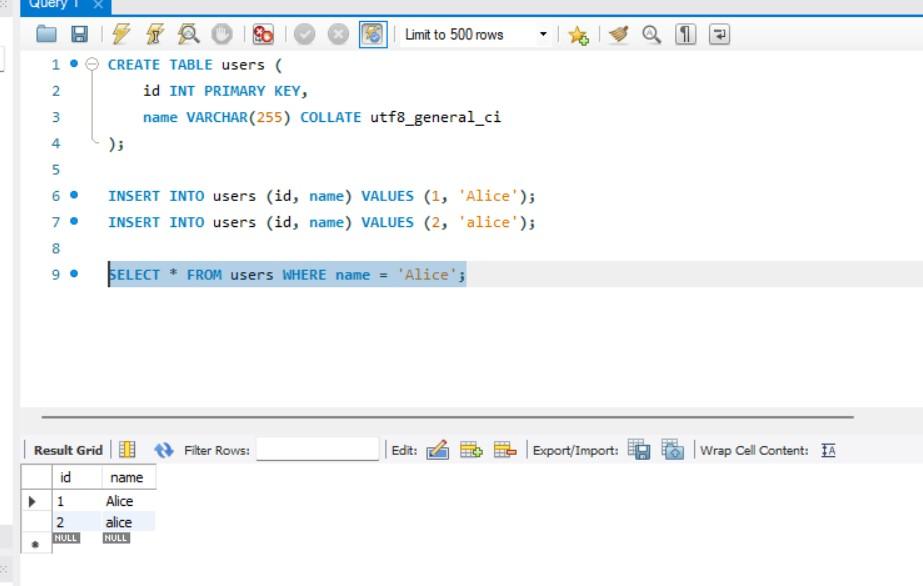 Query 1
Limit to 500 rows
1 CREATE TABLE users (
2 id INT PRIMARY KEY,
3 name VARCHAR(255) COLLATE utf8_general_ci
4 );
5
6 INSERT INTO users (id, name) VALUES (1, 'Alice');
7 INSERT INTO users (id, name) VALUES (2, 'alice');
8
9 SELECT * FROM users WHERE name = 'Alice';
Result Grid Filter Rows: Edit: Export/Import: Wrap Cell Content:
id name
1 Alice
2 alice
NULL NULL